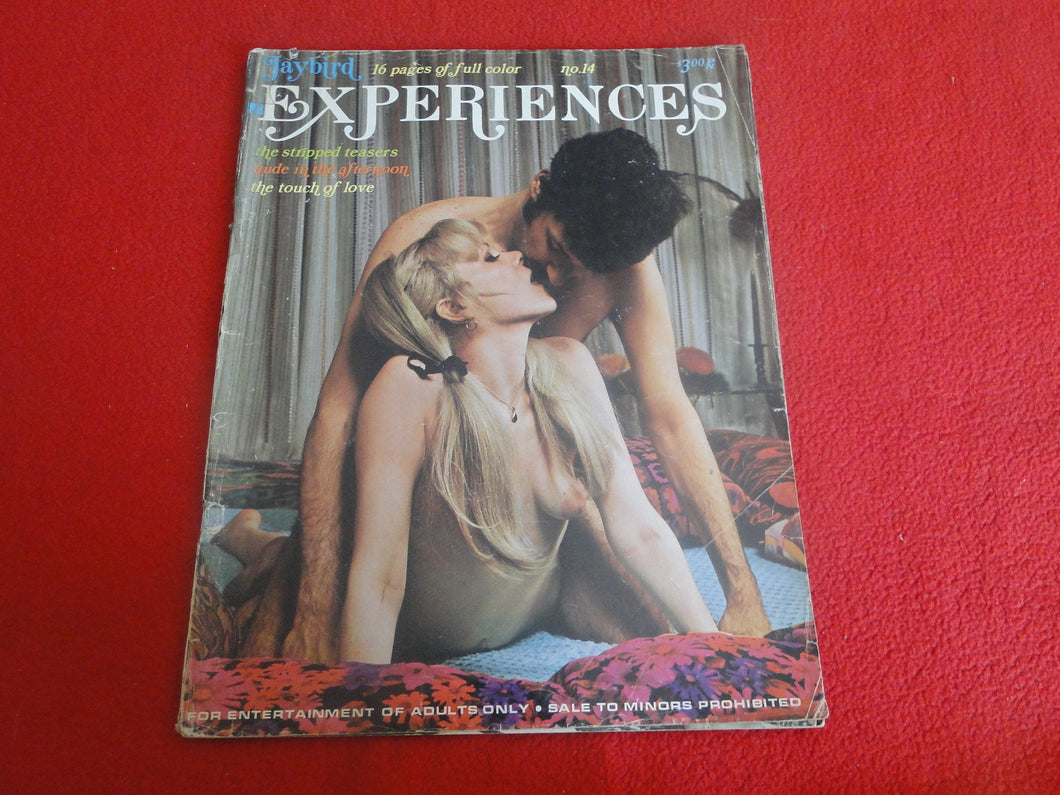 Jaybird 16 pages of full color no.14 $3.00
EXPERIENCES
the stripped teasers
nude in the afternoon
the touch of love
FOR ENTERTAINMENT OF ADULTS ONLY • SALE TO MINORS PROHIBITED